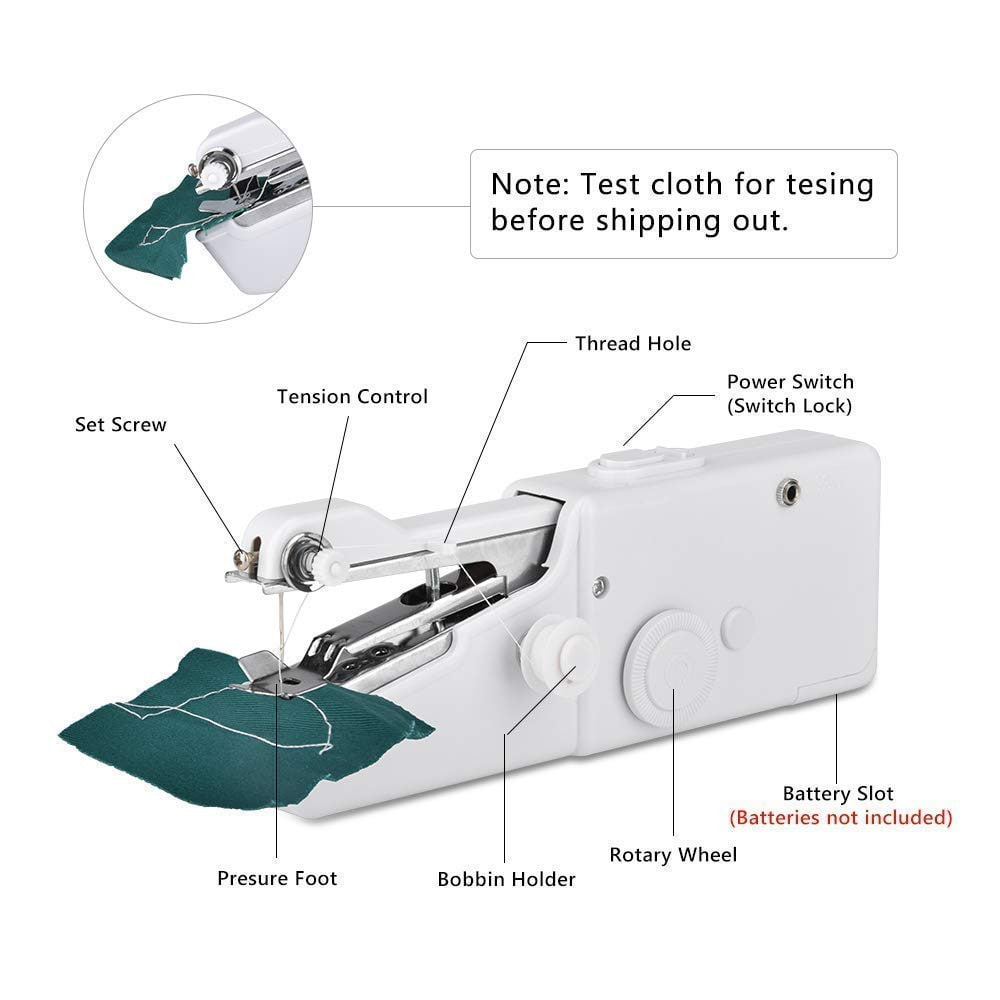 Note: Test cloth for tesing
before shipping out.
Thread Hole
Power Switch
(Switch Lock)
Tension Control
Set Screw
Battery Slot
(Batteries not included)
Rotary Wheel
Presure Foot
Bobbin Holder